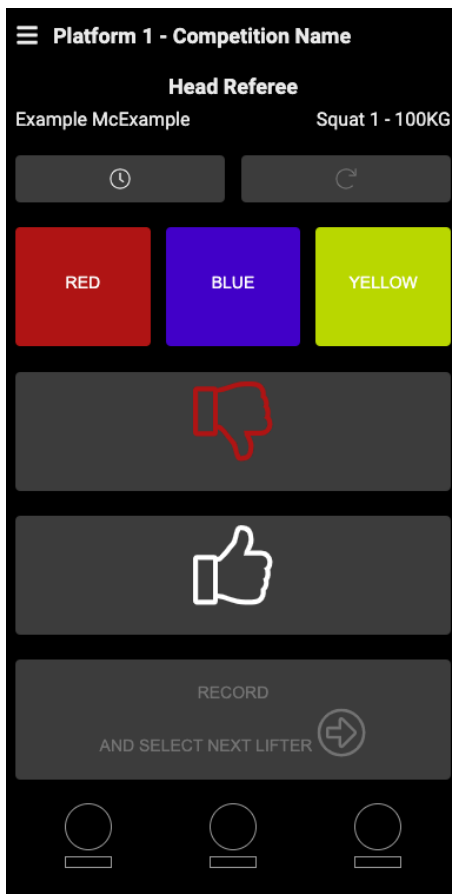 Platform 1 - Competition Name
Head Referee
Example McExample Squat 1 - 100KG
RED BLUE YELLOW
RECORD
AND SELECT NEXT LIFTER